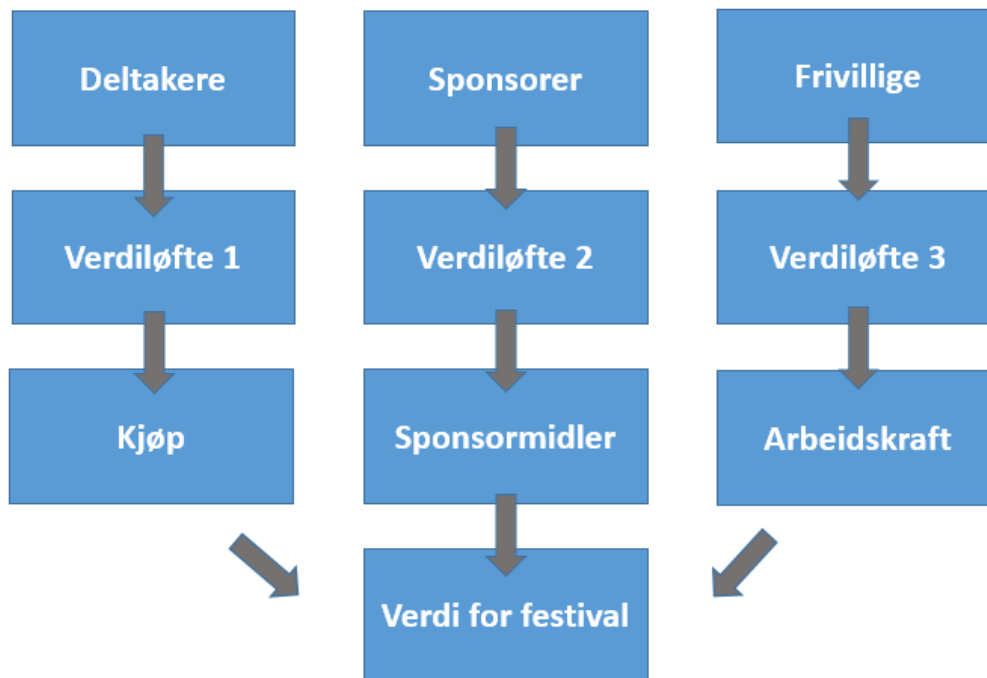 Deltakere
Sponsorer
Frivillige
Verdiløfte 1
Verdiløfte 2
Verdiløfte 3
Kjøp
Sponsormidler
Arbeidskraft
Verdi for festival